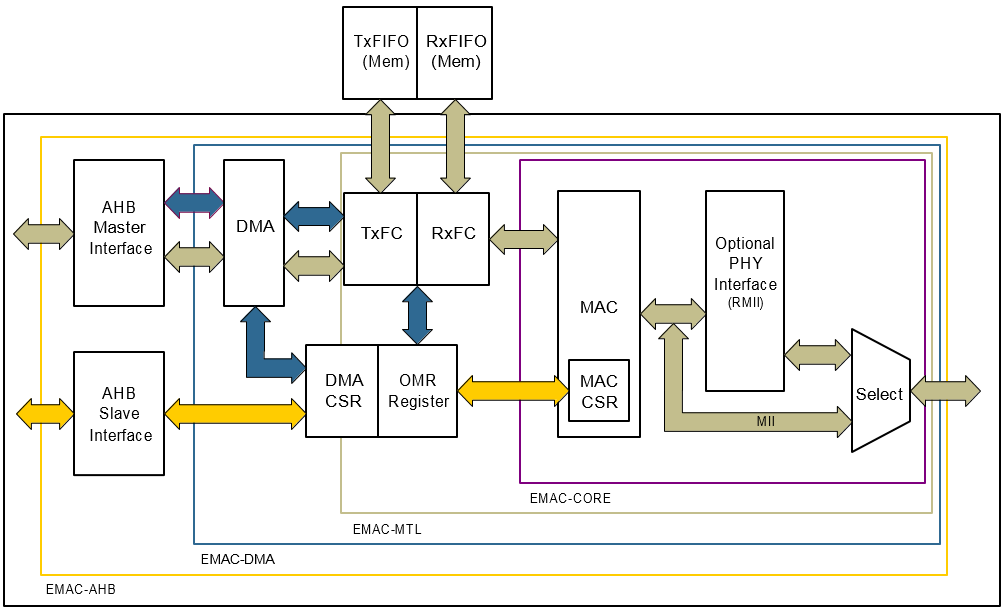 TxFIFO
(Mem)
RxFIFO
(Mem)
AHB
Master
Interface
DMA
TxFC
RxFC
MAC
Optional
PHY
Interface
(RMII)
AHB
Slave
Interface
DMA
CSR
OMR
Register
MAC
CSR
Select
MII
EMAC-CORE
EMAC-MTL
EMAC-DMA
EMAC-AHB